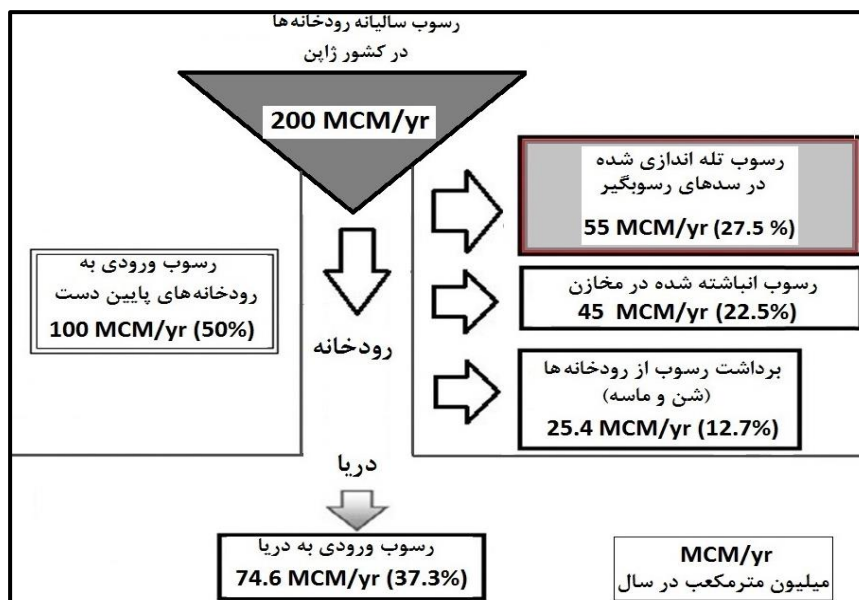 رسوب سالیانه رودخانه‌ها
در کشور ژاپن
200 MCM/yr
رسوب تله اندازی شده
در سدهای رسوبگیر
55 MCM/yr (27.5 %)
رسوب ورودی به
رودخانه‌های پایین دست
100 MCM/yr (50%)
رسوب انباشته شده در مخازن
45 MCM/yr (22.5%)
رودخانه
برداشت رسوب از رودخانه‌ها
(شن و ماسه)
25.4 MCM/yr (12.7%)
دریا
رسوب ورودی به دریا
74.6 MCM/yr (37.3%)
MCM/yr
میلیون مترمکعب در سال